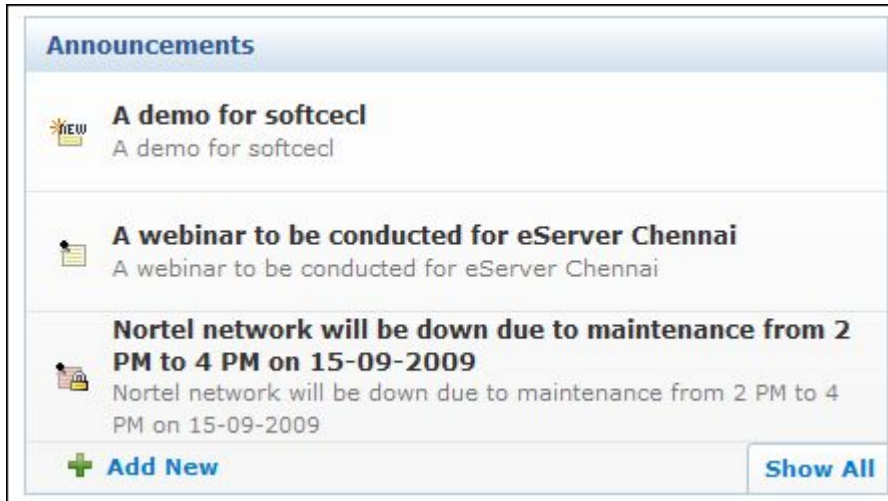 Announcements
NEW
A demo for softcecl
A demo for softcecl
A webinar to be conducted for eServer Chennai
A webinar to be conducted for eServer Chennai
Nortel network will be down due to maintenance from 2
PM to 4 PM on 15-09-2009
Nortel network will be down due to maintenance from 2 PM to 4
PM on 15-09-2009
Add New
Show All